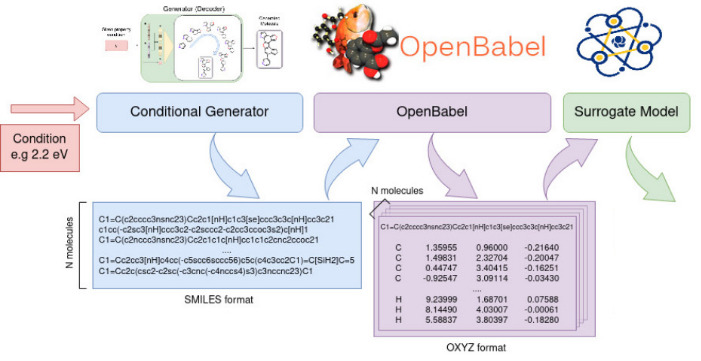 Generator (Decoder)
OpenBabel
Conditional Generator
OpenBabel
Surrogate Model
Condition
e.g 2.2 eV
N molecules
C1=C(c2cccc3nsnc23)Cc2c1[nH]c1c3[se]ccc3c3c[nH]cc3c21
c1cc(-c2sc3[nH]ccc3c2-c2sccc2-c2cc3ccoc3s2)c[nH]1
C1=C(c2nccc3nsnc23)Cc2c1c1c[nH]cc1c1c2cnc2ccoc21
....
C1=Cc2cc3[nH]c4cc(-c5scc6scccc56)c5c(c4c3cc2C1)=C[SiH2]C=5
C1=Cc2c(csc2-c2sc(-c3cnc(-c4nccs4)s3)c3nccnc23)C1
SMILES format
N molecules
C1=C(c2cccc3nsnc23)Cc2c1[nH]c1c3[se]ccc3c3c[nH]cc3c21
C 1.35955 0.96000 -0.21640
C 1.49831 2.32704 -0.20047
C 0.44747 3.40415 -0.16251
C -0.92547 3.09114 -0.03430
....
H 9.23999 1.68701 0.07588
H 8.14490 4.03007 -0.00061
H 5.58837 3.80397 -0.18280
OXYZ format